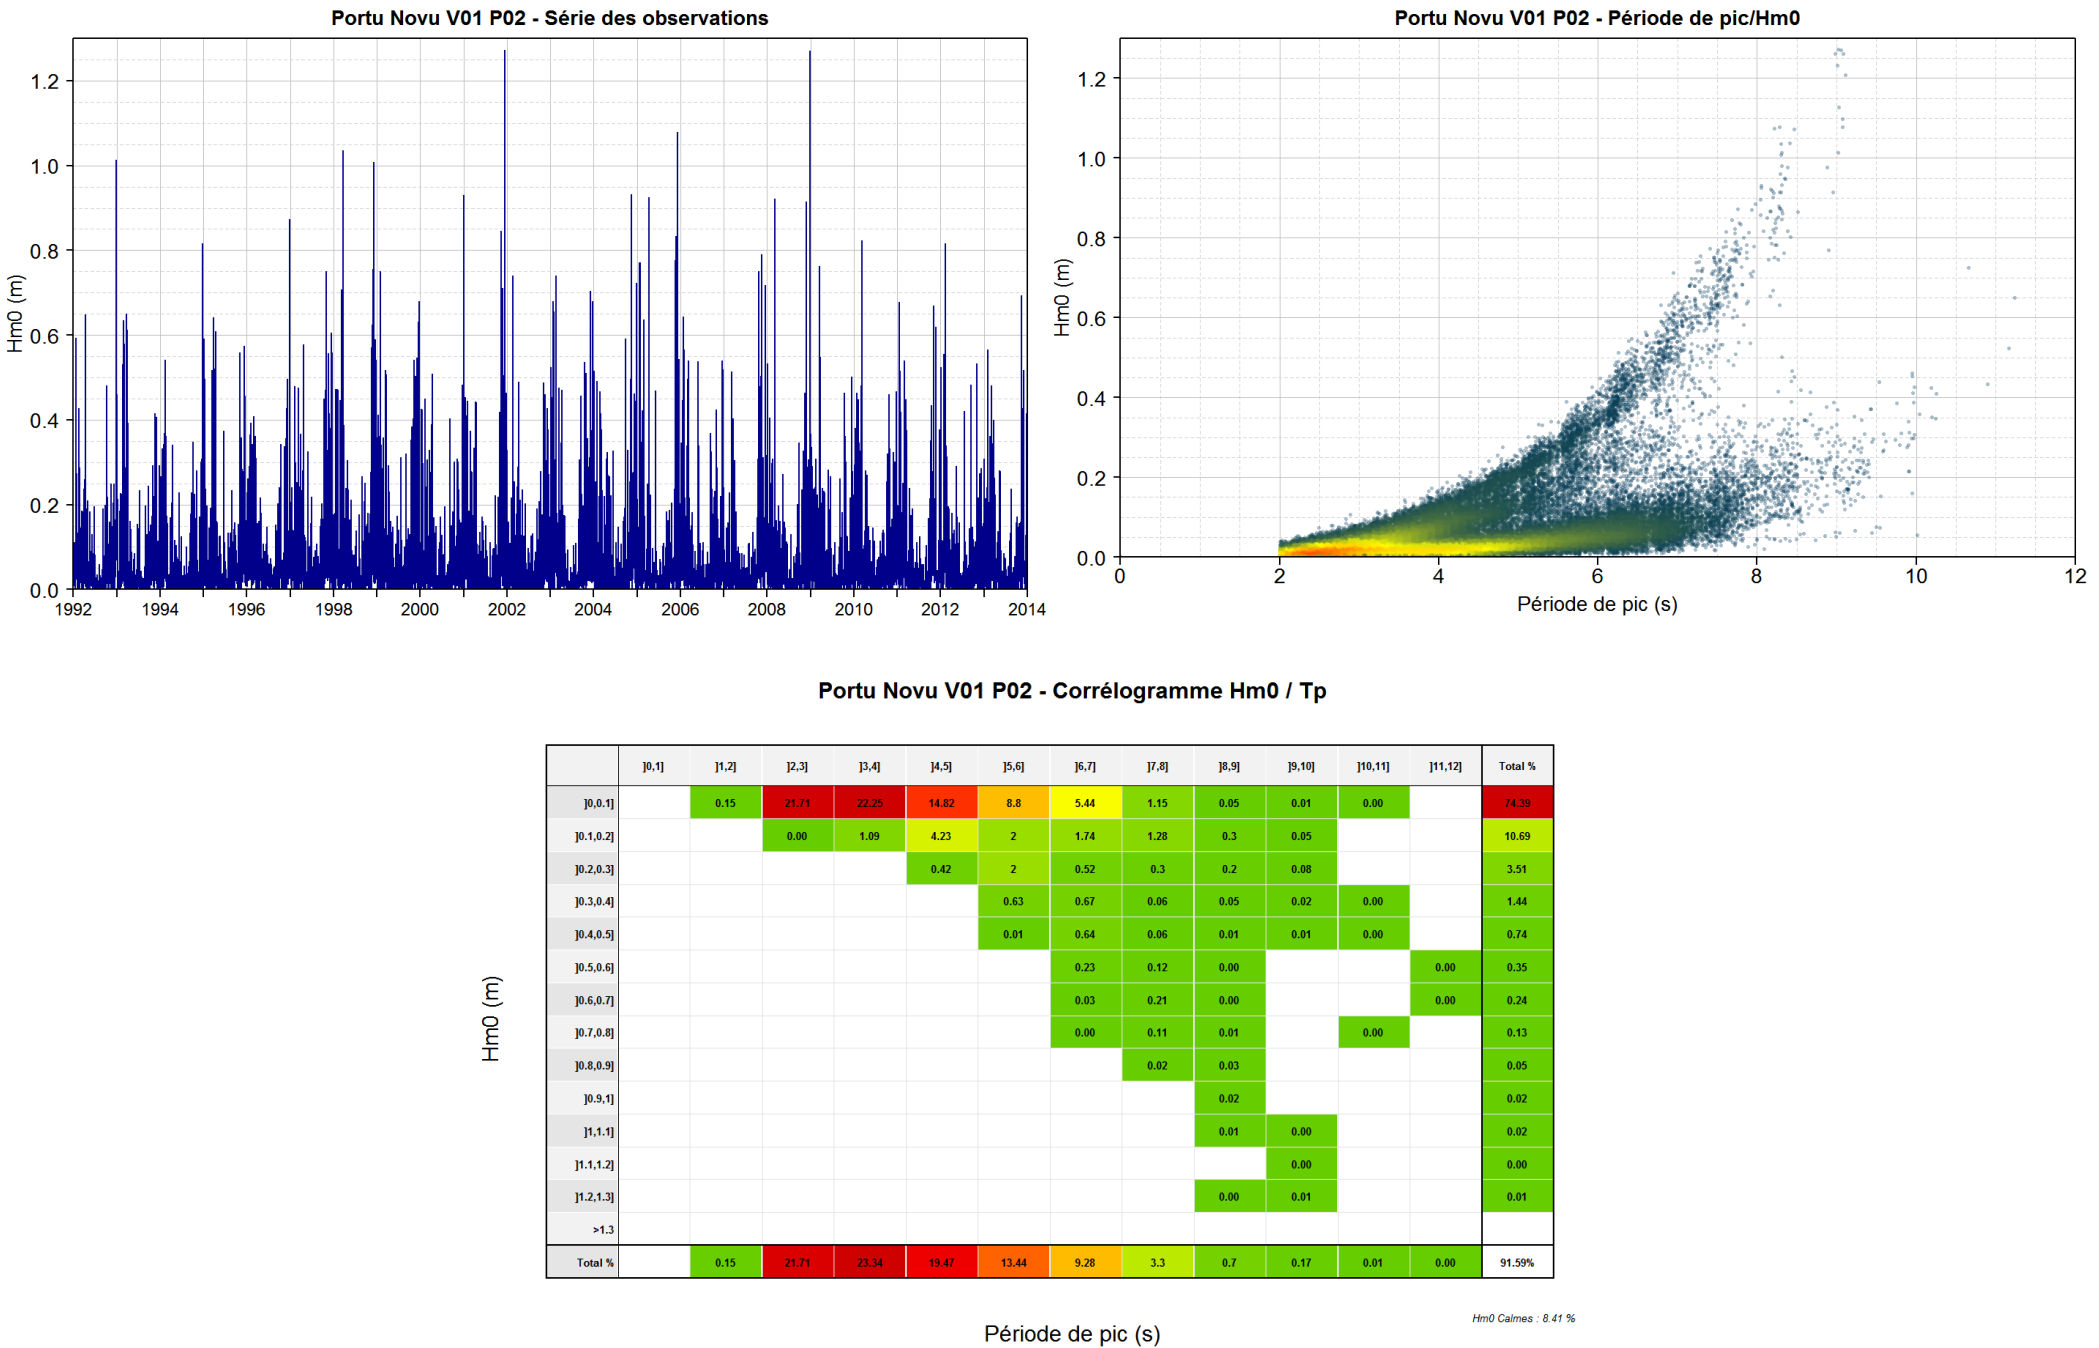 Portu Novu V01 P02 - Série des observations
Hm0 (m)
1.2
1.0
0.8
0.6
0.4
0.2
0.0
1992 1994 1996 1998 2000 2002 2004 2006 2008 2010 2012 2014
Portu Novu V01 P02 - Période de pic/Hm0
Hm0 (m)
1.2
1.0
0.8
0.6
0.4
0.2
0.0
0 2 4 6 8 10 12
Période de pic (s)
Portu Novu V01 P02 - Corrélogramme Hm0 / Tp
Hm0 (m)
]0,1] ]1,2] ]2,3] ]3,4] ]4,5] ]5,6] ]6,7] ]7,8] ]8,9] ]9,10] ]10,11] ]11,12] Total %
]0,0.1] 0.15 21.71 22.25 14.82 8.8 5.44 1.15 0.05 0.01 0.00 74.39
]0.1,0.2] 0.00 1.09 4.23 2 1.74 1.28 0.3 0.05 10.69
]0.2,0.3] 0.42 2 0.52 0.3 0.2 0.08 3.51
]0.3,0.4] 0.63 0.67 0.06 0.05 0.02 0.00 1.44
]0.4,0.5] 0.01 0.64 0.06 0.01 0.01 0.00 0.74
]0.5,0.6] 0.23 0.12 0.00 0.00 0.35
]0.6,0.7] 0.03 0.21 0.00 0.00 0.24
]0.7,0.8] 0.00 0.11 0.01 0.00 0.13
]0.8,0.9] 0.02 0.03 0.05
]0.9,1] 0.02 0.02
]1,1.1] 0.01 0.00 0.02
]1.1,1.2] 0.00 0.00
]1.2,1.3] 0.00 0.01 0.01
>1.3
Total % 0.15 21.71 23.34 19.47 13.44 9.28 3.3 0.7 0.17 0.01 0.00 91.59%
Hm0 Calmes : 8.41 %
Période de pic (s)